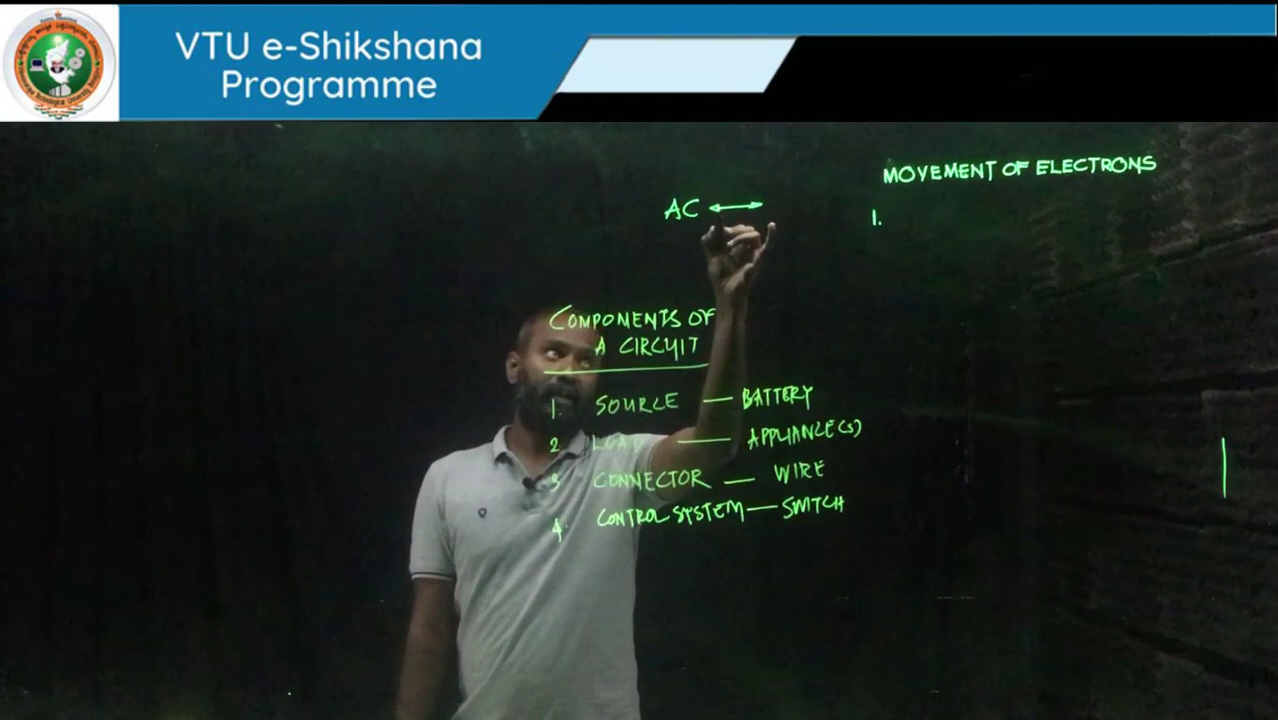 VTU e-Shikshana
Programme
MOVEMENT OF ELECTRONS
1.
AC ↔
COMPONENTS OF
A CIRCUIT
1. SOURCE — BATTERY
2. LOAD — APPLIANCE(S)
3 CONNECTOR — WIRE
4. CONTROL SYSTEM — SWITCH